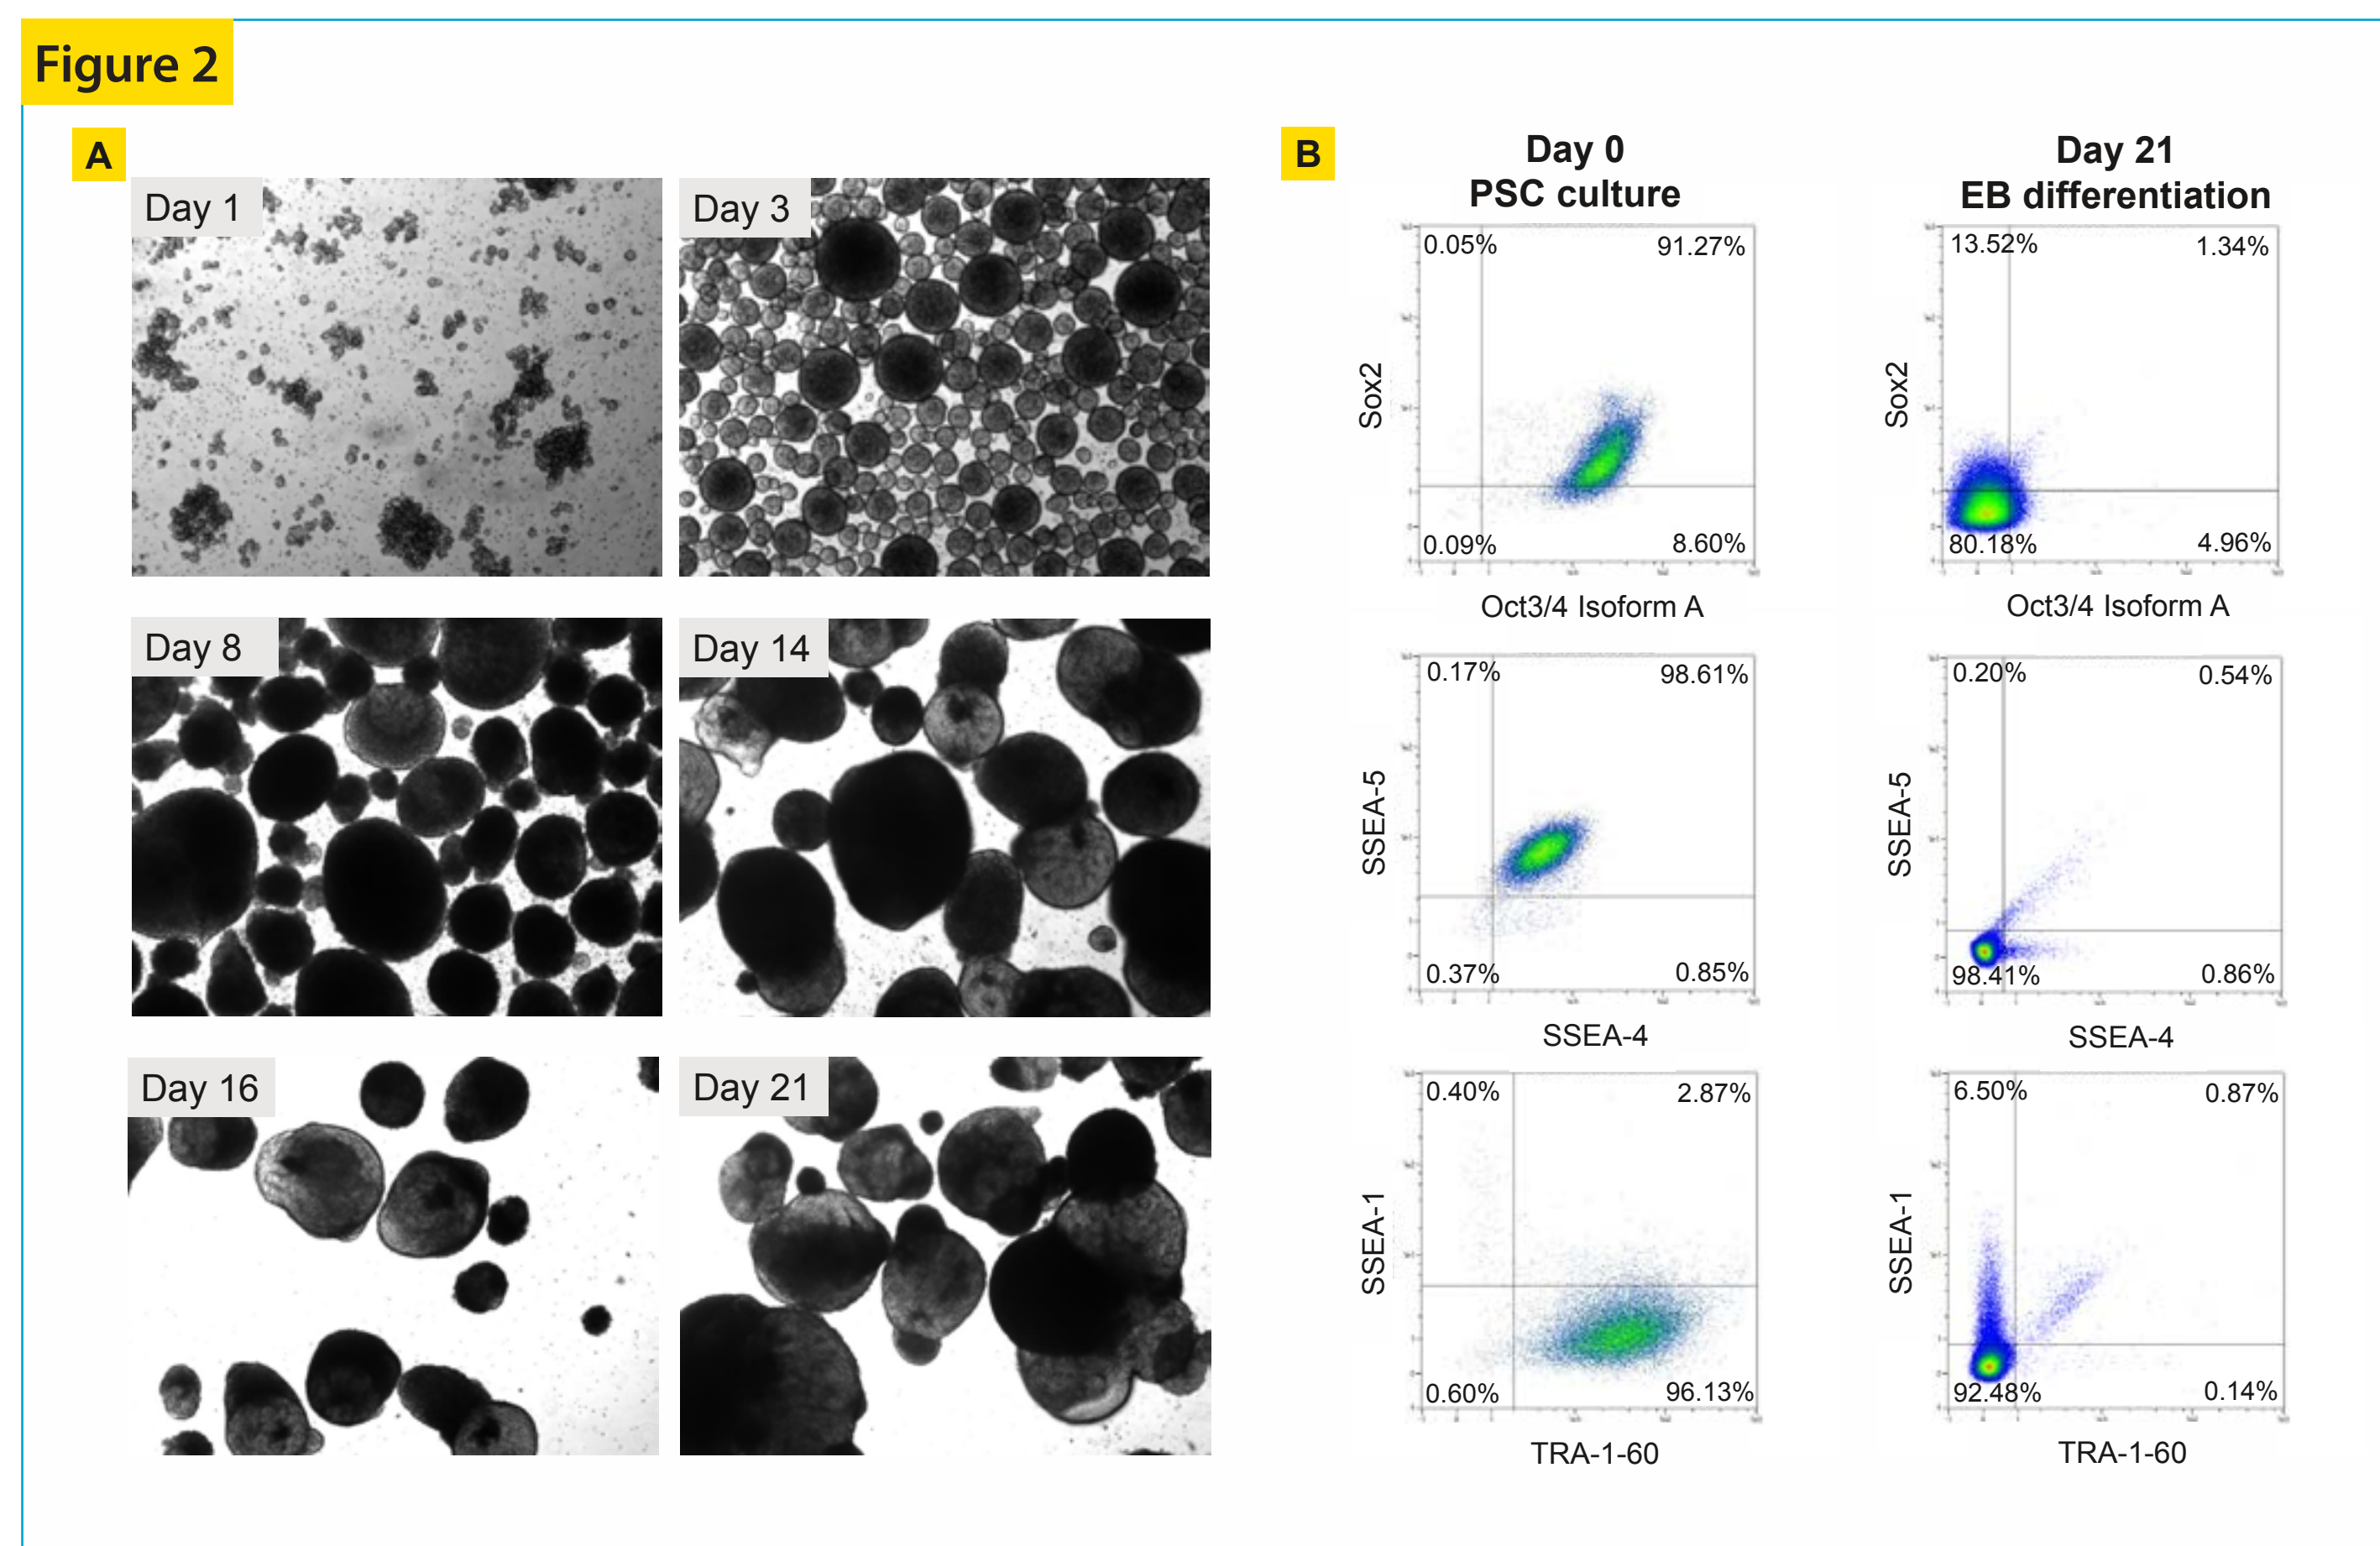 Figure 2
A
Day 1
Day 3
Day 8
Day 14
Day 16
Day 21
B
Day 0
PSC culture
Day 21
EB differentiation
0.05%
91.27%
0.09%
8.60%
Sox2
Oct3/4 Isoform A
13.52%
1.34%
80.18%
4.96%
Sox2
Oct3/4 Isoform A
0.17%
98.61%
0.37%
0.85%
SSEA-5
SSEA-4
0.20%
0.54%
98.41%
0.86%
SSEA-5
SSEA-4
0.40%
2.87%
0.60%
96.13%
SSEA-1
TRA-1-60
6.50%
0.87%
92.48%
0.14%
SSEA-1
TRA-1-60